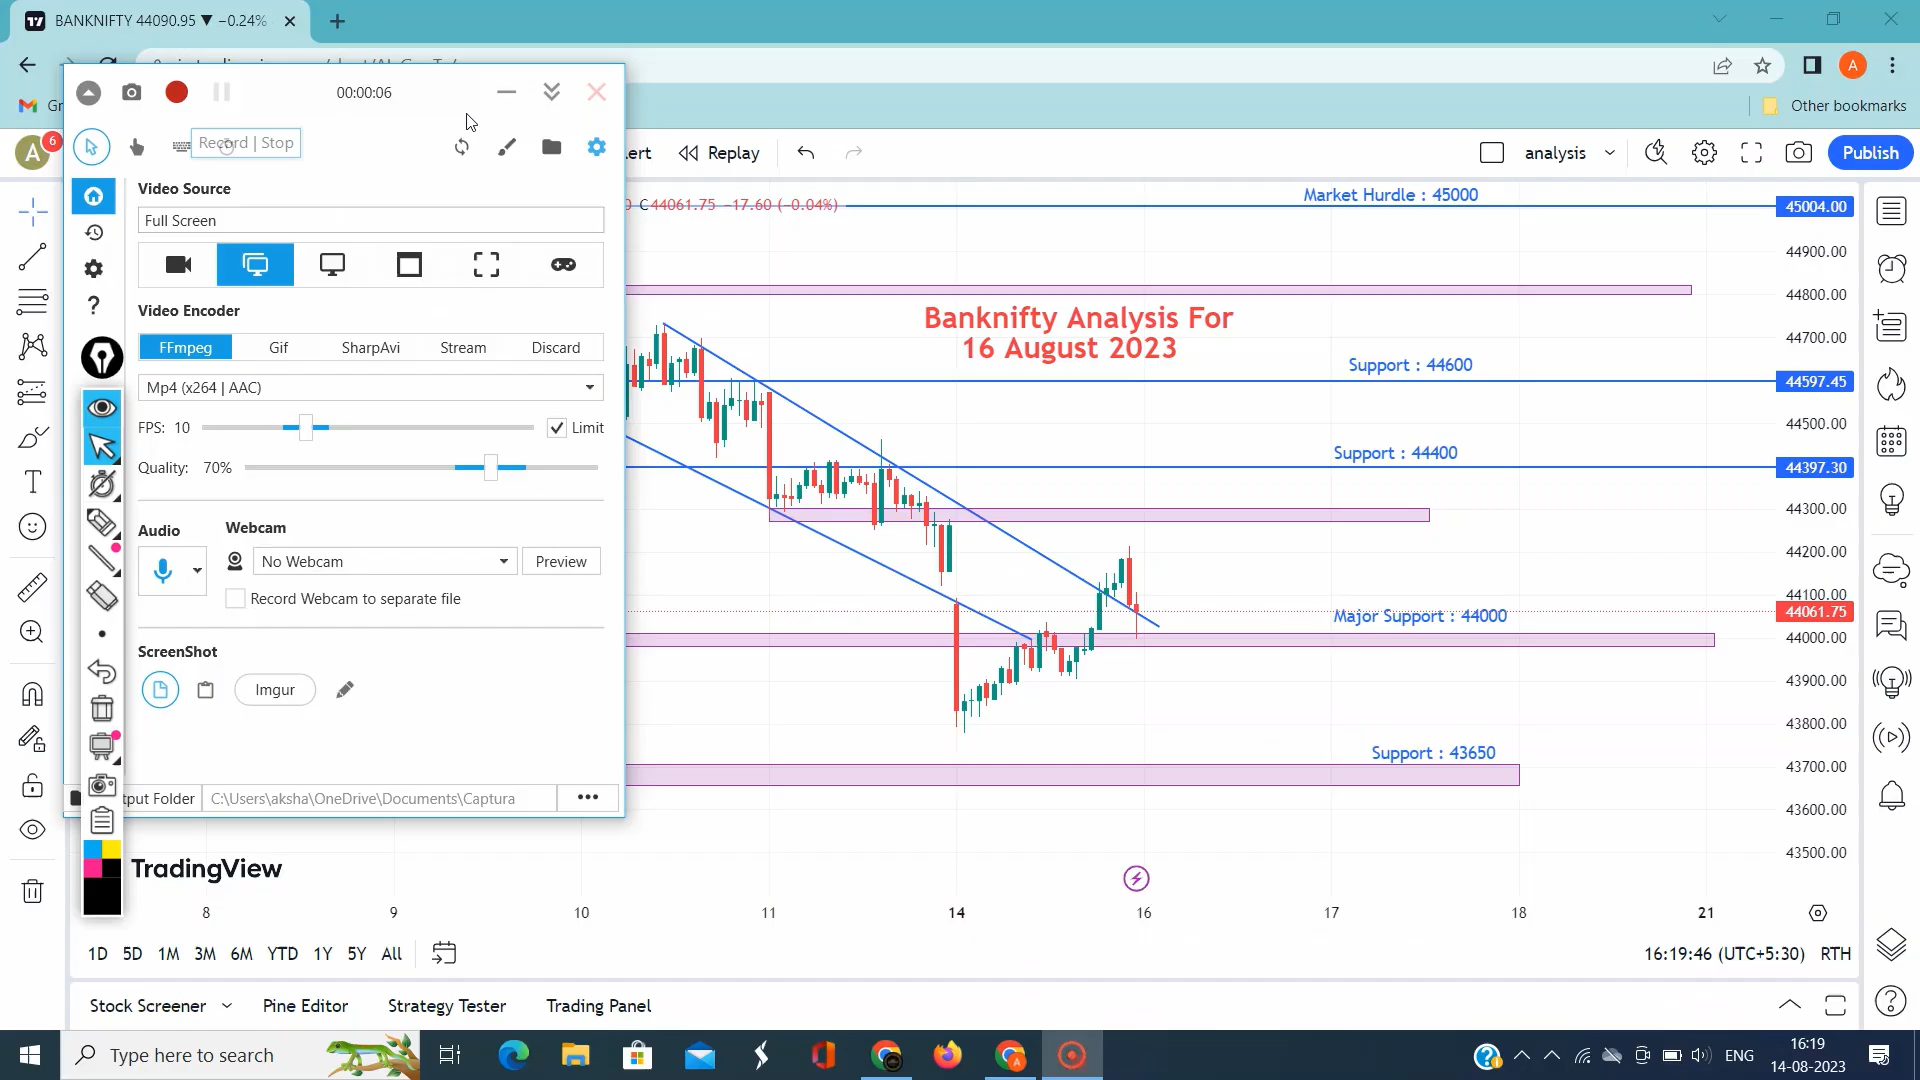 BANKNIFTY 44090.95 ▼ −0.24%
Other bookmarks
00:00:06
A
6
Record | Stop
ert
Replay
analysis
Publish
Video Source
Full Screen
C44061.75 −17.60 (−0.04%)
Market Hurdle : 45000
45004.00
44900.00
44800.00
Video Encoder
FFmpeg
Gif
SharpAvi
Stream
Discard
Banknifty Analysis For
16 August 2023
44700.00
Support : 44600
44597.45
Mp4 (x264 | AAC)
FPS: 10
Limit
44500.00
Support : 44400
44397.30
Quality: 70%
44300.00
Audio
Webcam
44200.00
No Webcam
Preview
44100.00
Record Webcam to separate file
44061.75
Major Support : 44000
44000.00
ScreenShot
43900.00
Imgur
43800.00
Support : 43650
43700.00
tput Folder
C:\Users\aksha\OneDrive\Documents\Captura
43600.00
43500.00
TradingView
8 9 10 11 14 16 17 18 21
1D 5D 1M 3M 6M YTD 1Y 5Y All
16:19:46 (UTC+5:30) RTH
Stock Screener
Pine Editor
Strategy Tester
Trading Panel
Type here to search
ENG
16:19
14-08-2023